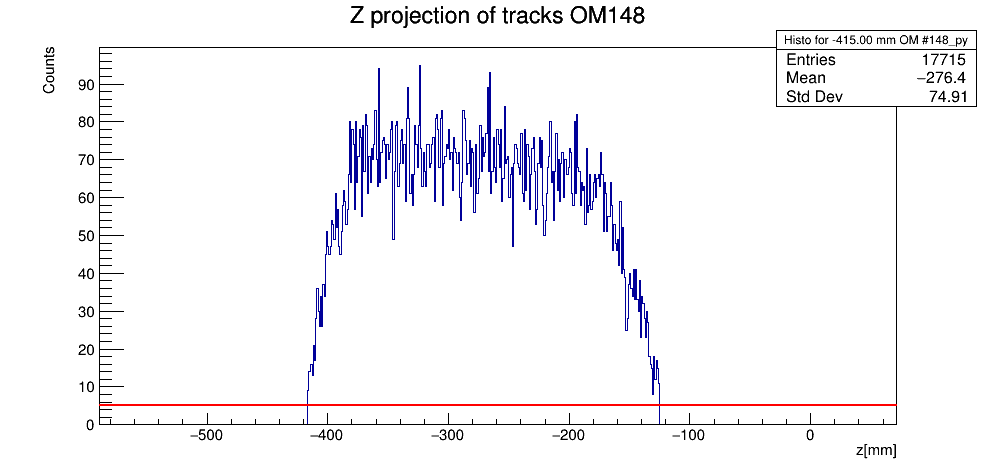 Z projection of tracks OM148
Histo for -415.00 mm OM #148_py
Entries 17715
Mean −276.4
Std Dev 74.91
Counts
90
80
70
60
50
40
30
20
10
0
−500 −400 −300 −200 −100 0
z[mm]